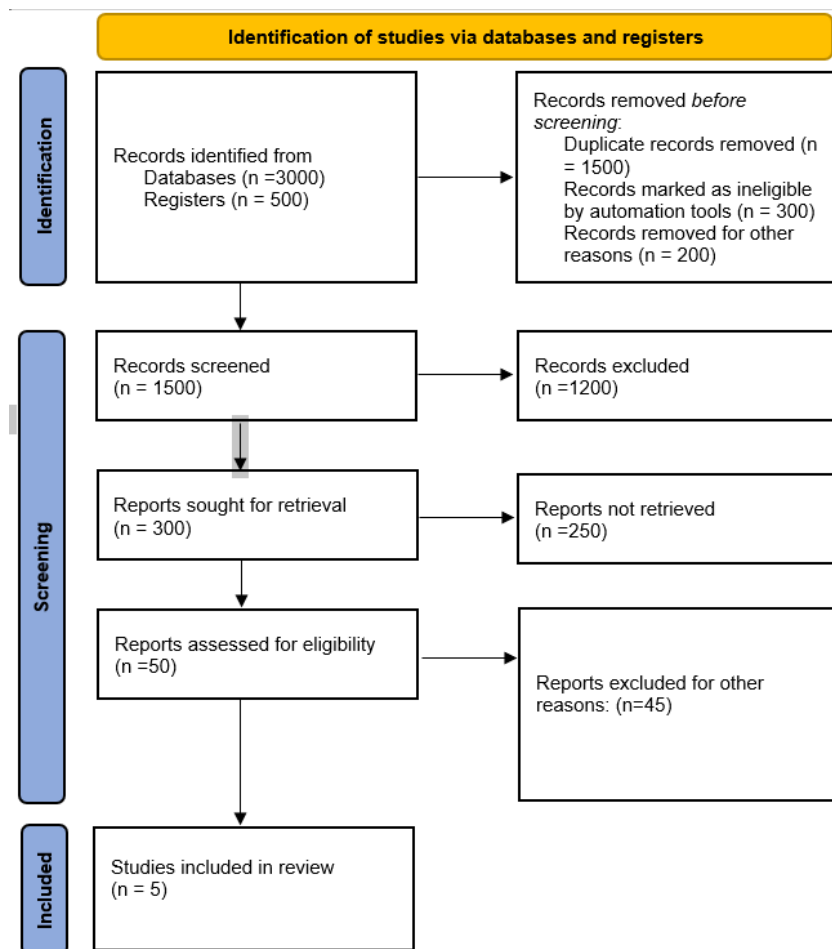 Identification of studies via databases and registers
Identification
Records identified from
Databases (n =3000)
Registers (n = 500)
Records removed before
screening:
Duplicate records removed (n
= 1500)
Records marked as ineligible
by automation tools (n = 300)
Records removed for other
reasons (n = 200)
Screening
Records screened
(n = 1500)
Records excluded
(n =1200)
Reports sought for retrieval
(n = 300)
Reports not retrieved
(n =250)
Reports assessed for eligibility
(n =50)
Reports excluded for other
reasons: (n=45)
Included
Studies included in review
(n = 5)